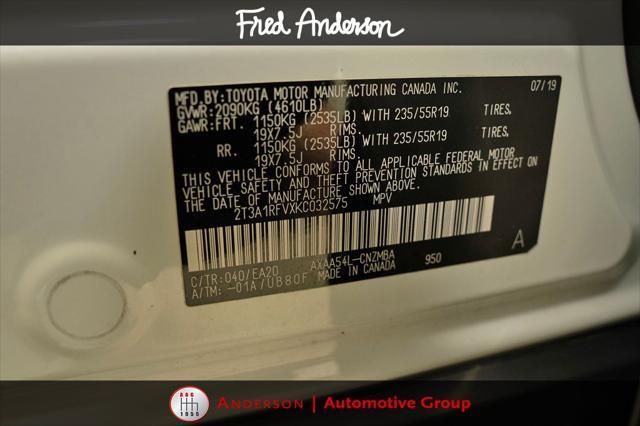 Fred Anderson
MFD.BY:TOYOTA MOTOR MANUFACTURING CANADA INC. 07/19
GVWR:2090KG (4610LB)
GAWR:FRT. 1150KG (2535LB) WITH 235/55R19 TIRES,
19X7.5J RIMS.
RR. 1150KG (2535LB) WITH 235/55R19 TIRES,
19X7.5J RIMS.
THIS VEHICLE CONFORMS TO ALL APPLICABLE FEDERAL MOTOR
VEHICLE SAFETY AND THEFT PREVENTION STANDARDS IN EFFECT ON
THE DATE OF MANUFACTURE SHOWN ABOVE.
2T3A1RFVXKC032575 MPV
A
C/TR:040/EA20 AXAA54L-CNZMBA 950
A/TM:-01A/UB80F MADE IN CANADA
AAG
1950
ANDERSON | Automotive Group